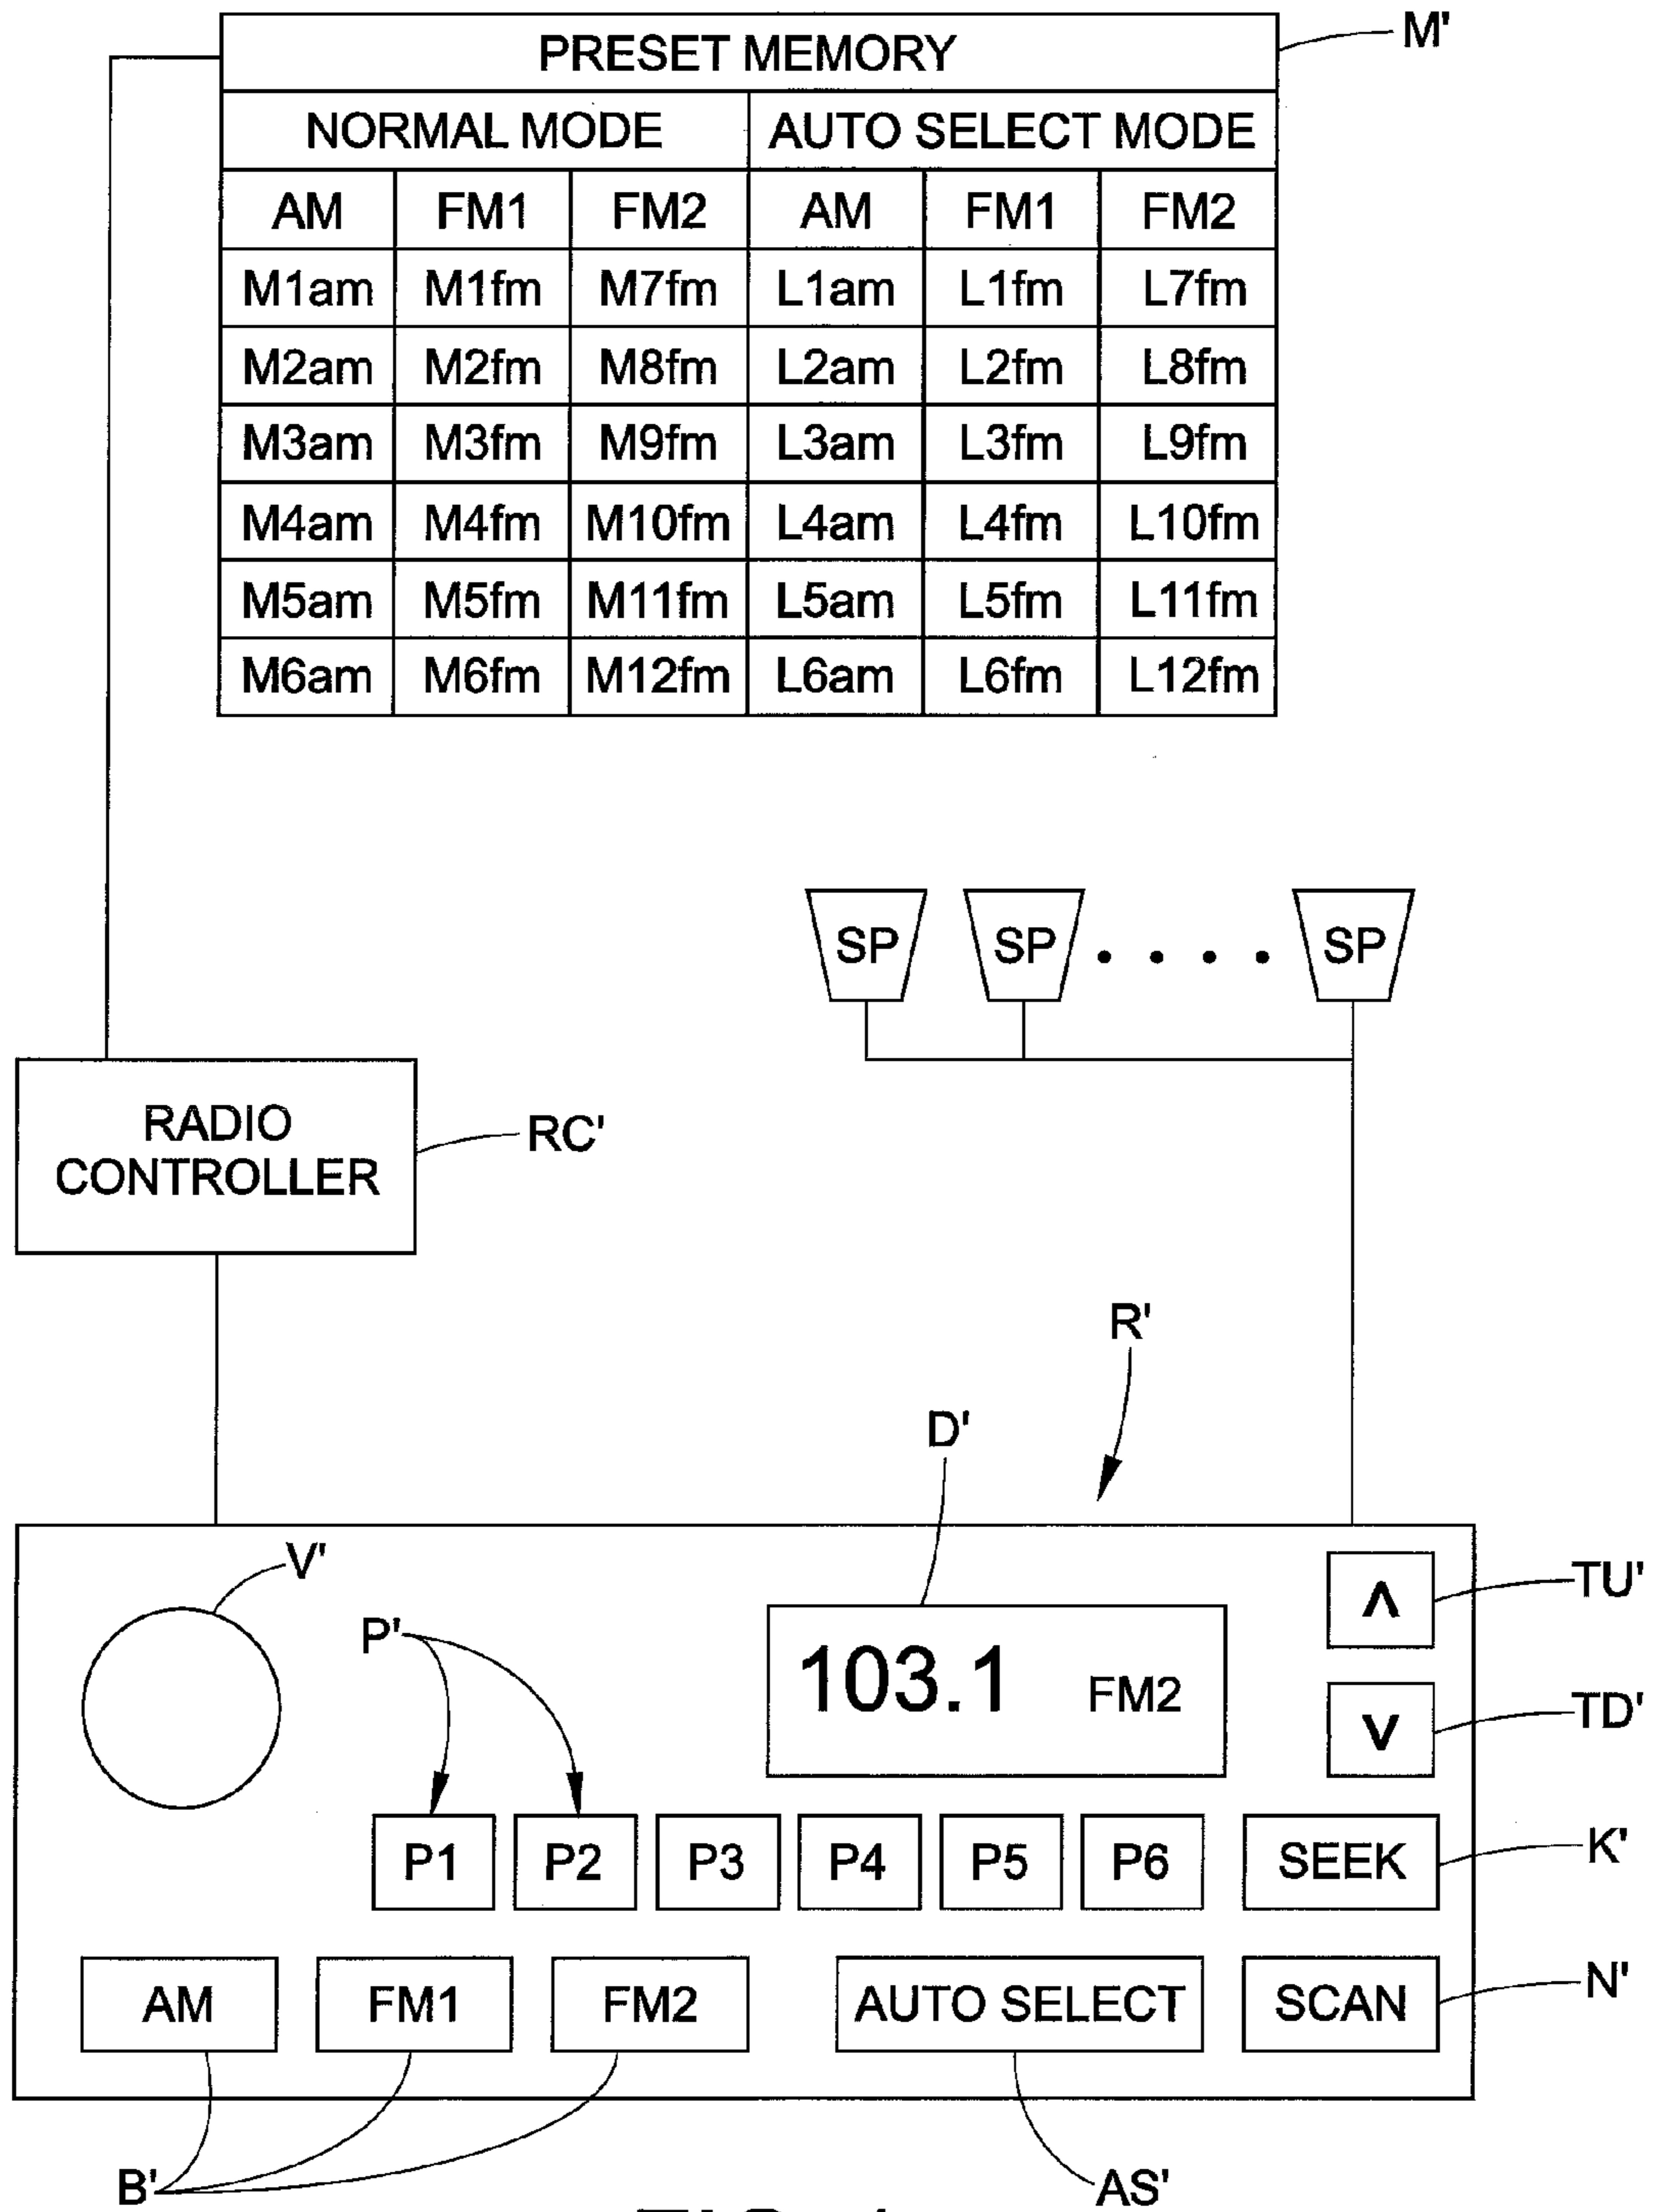 PRESET MEMORY
M'
NORMAL MODE AUTO SELECT MODE
AM FM1 FM2 AM FM1 FM2
M1am M1fm M7fm L1am L1fm L7fm
M2am M2fm M8fm L2am L2fm L8fm
M3am M3fm M9fm L3am L3fm L9fm
M4am M4fm M10fm L4am L4fm L10fm
M5am M5fm M11fm L5am L5fm L11fm
M6am M6fm M12fm L6am L6fm L12fm
SP SP SP
RADIO
CONTROLLER
RC'
R'
D'
V'
TU'
P'
103.1 FM2
TD'
P1 P2 P3 P4 P5 P6 SEEK
K'
AM FM1 FM2 AUTO SELECT SCAN
N'
B'
AS'